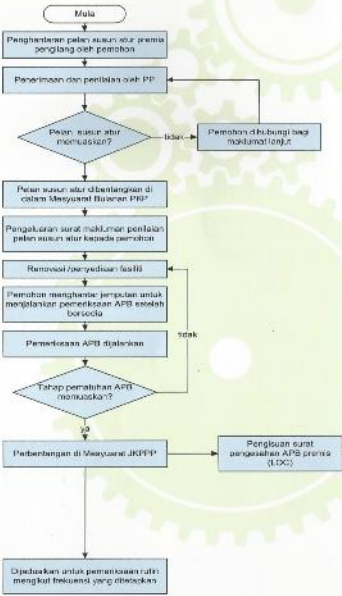 Mula
Penghantaran pelan susun atur premis
pengilang oleh pemohon
Penerimaan dan penilaian oleh PP
Pelan susun atur
memuaskan?
tidak
Pemohon dihubungi bagi
maklumat lanjut
Pelan susun atur dibentangkan di
dalam Mesyuarat Bulanan PKP
Pengeluaran surat makluman penilaian
pelan susun atur kepada pemohon
Renovasi /penyediaan fasiliti
Pemohon menghantar jemputan untuk
menjalankan pemeriksaan APB setelah
bersedia
tidak
Pemeriksaan APB dijalankan
Tahap pematuhan APB
memuaskan?
ya
Perbentangan di Mesyuarat JKPPP
Pengisuan surat
pengesahan APB premis
(LOC)
Dijadualkan untuk pemeriksaan rutin
mengikut frekuensi yang ditetapkan